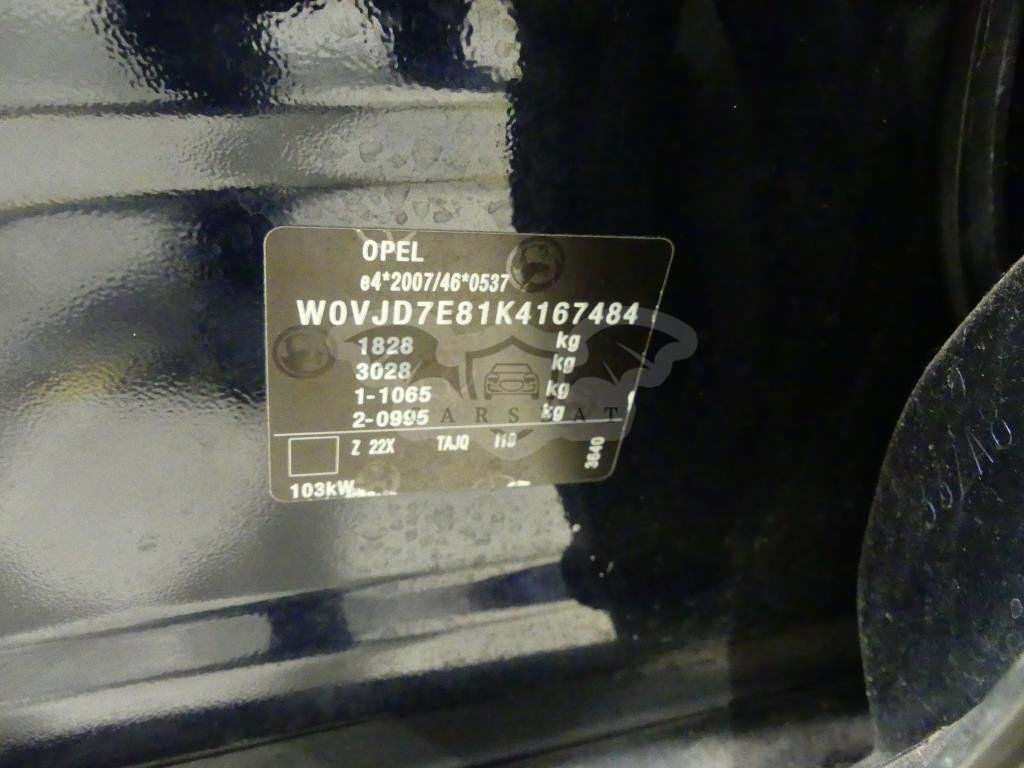 OPEL
e4*2007/46*0537
W0VJD7E81K4167484
1828 kg
3028 kg
1-1065 kg
2-0995 kg
Z 22X TAJQ
3640
103kW